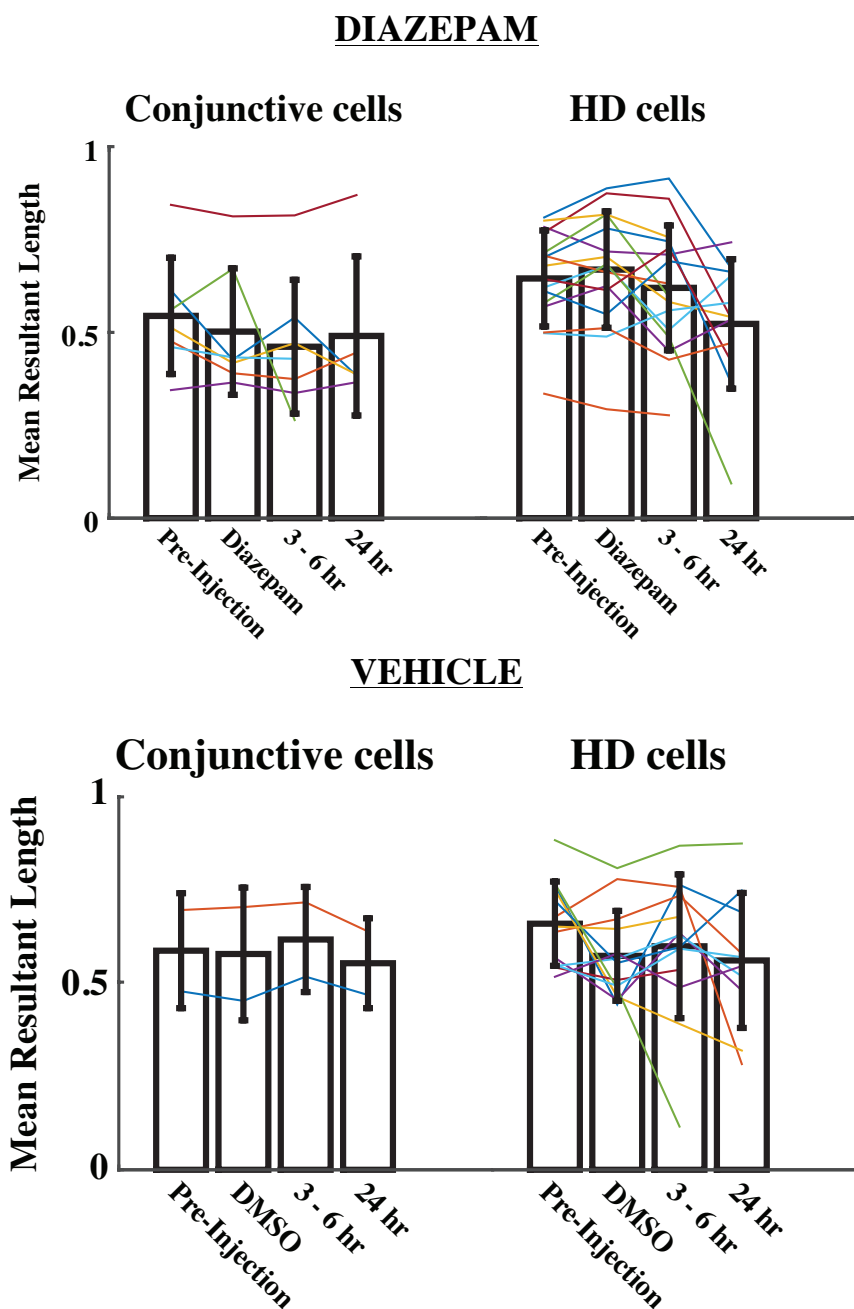 DIAZEPAM
Conjunctive cells
HD cells
Mean Resultant Length
1
0.5
0
Pre-Injection
Diazepam
3 - 6 hr
24 hr
Pre-Injection
Diazepam
3 - 6 hr
24 hr
VEHICLE
Conjunctive cells
HD cells
Mean Resultant Length
1
0.5
0
Pre-Injection
DMSO
3 - 6 hr
24 hr
Pre-Injection
DMSO
3 - 6 hr
24 hr